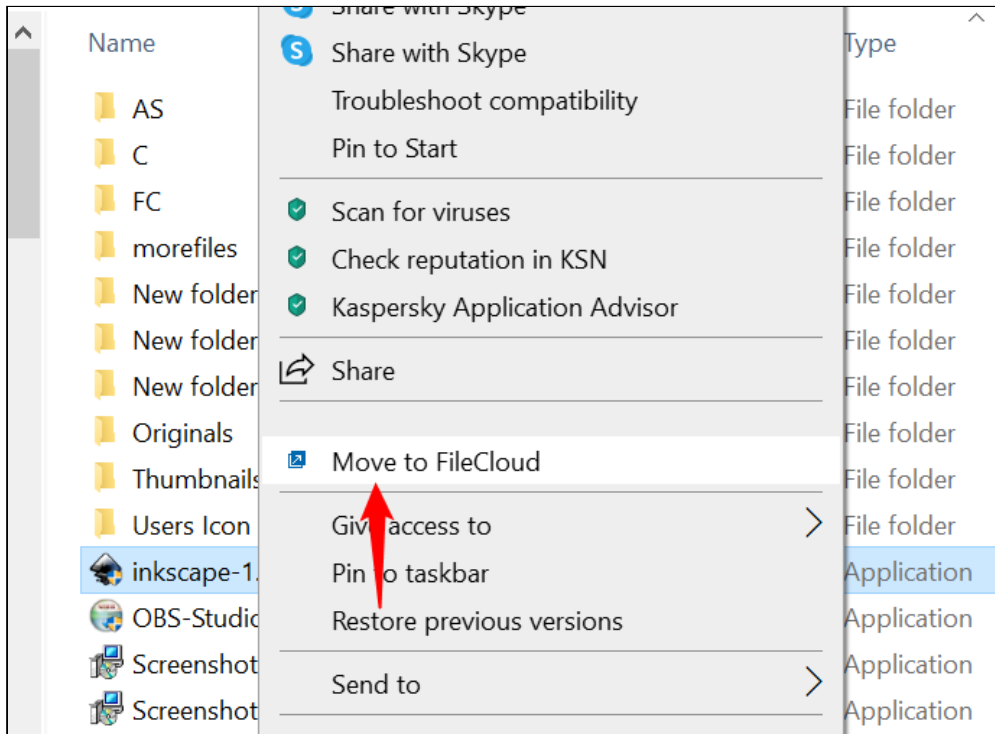 Share with Skype
Name
Share with Skype
Type
AS
Troubleshoot compatibility
File folder
C
Pin to Start
File folder
FC
Scan for viruses
File folder
morefiles
Check reputation in KSN
File folder
New folder
Kaspersky Application Advisor
File folder
New folder
File folder
New folder
Share
File folder
Originals
File folder
Move to FileCloud
Thumbnails
File folder
Users Icon
Give access to
File folder
inkscape-1.
Pin to taskbar
Application
OBS-Studio
Restore previous versions
Application
Screenshot
Send to
Application
Screenshot
Application